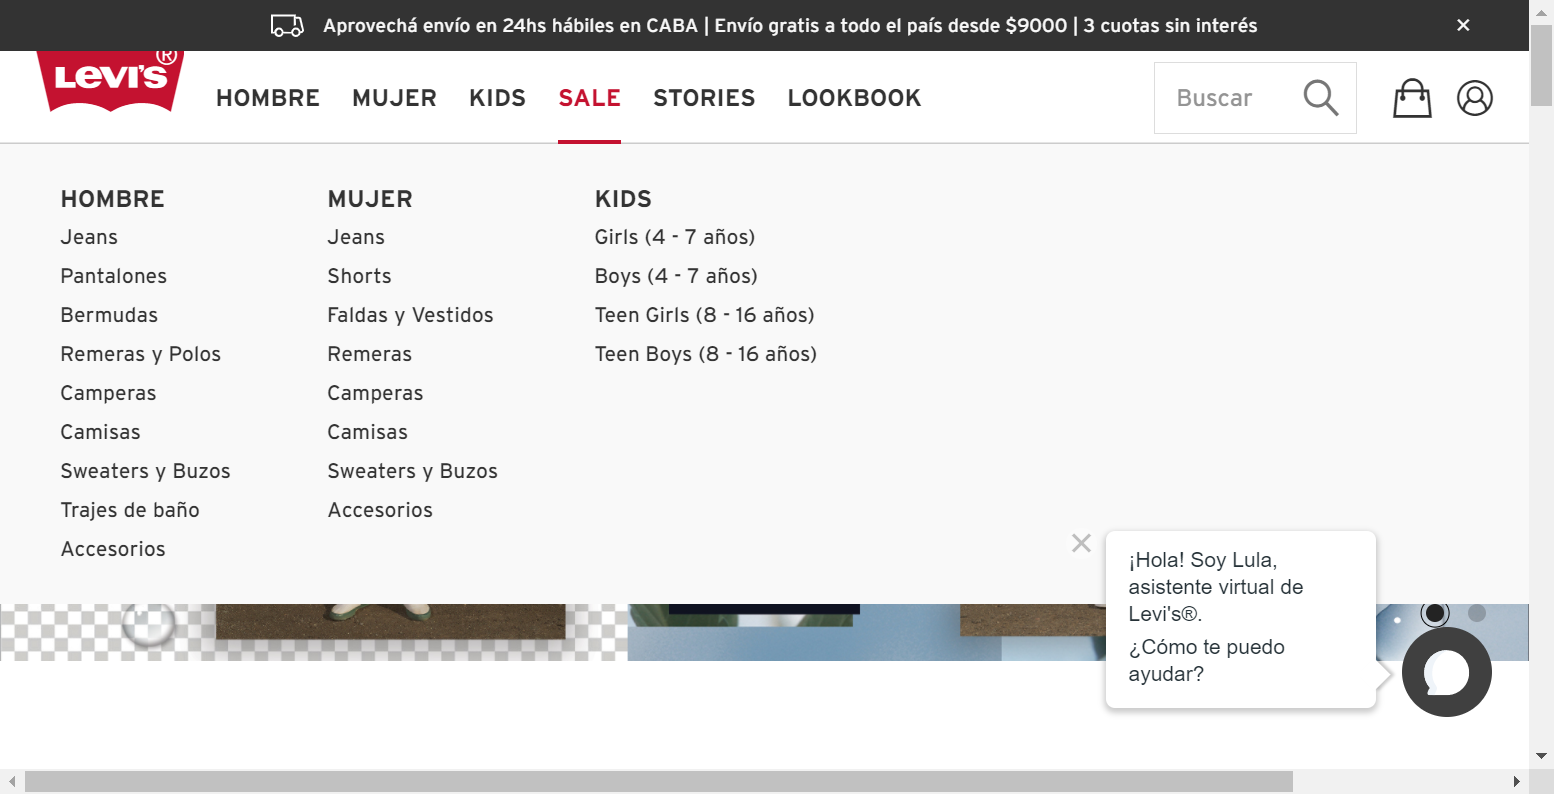 Aprovechá envío en 24hs hábiles en CABA | Envío gratis a todo el país desde $9000 | 3 cuotas sin interés
LEVI'S ®
HOMBRE MUJER KIDS SALE STORIES LOOKBOOK
Buscar
HOMBRE
Jeans
Pantalones
Bermudas
Remeras y Polos
Camperas
Camisas
Sweaters y Buzos
Trajes de baño
Accesorios
MUJER
Jeans
Shorts
Faldas y Vestidos
Remeras
Camperas
Camisas
Sweaters y Buzos
Accesorios
KIDS
Girls (4 - 7 años)
Boys (4 - 7 años)
Teen Girls (8 - 16 años)
Teen Boys (8 - 16 años)
¡Hola! Soy Lula,
asistente virtual de
Levi's®.
¿Cómo te puedo
ayudar?